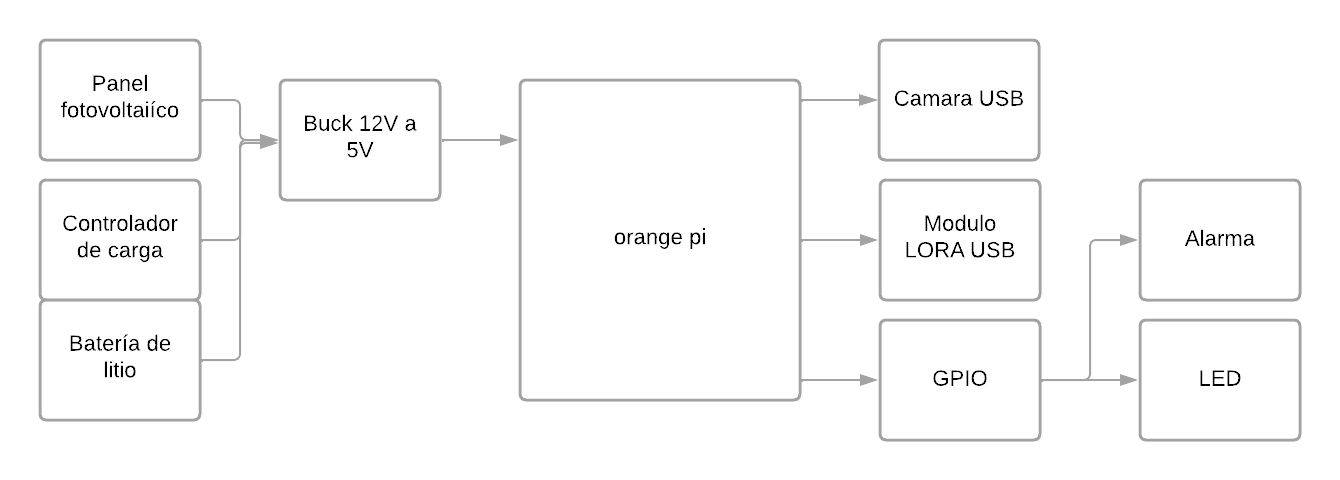 Panel
fotovoltaiíco
Controlador
de carga
Batería de
litio
Buck 12V a
5V
orange pi
Camara USB
Modulo
LORA USB
GPIO
Alarma
LED